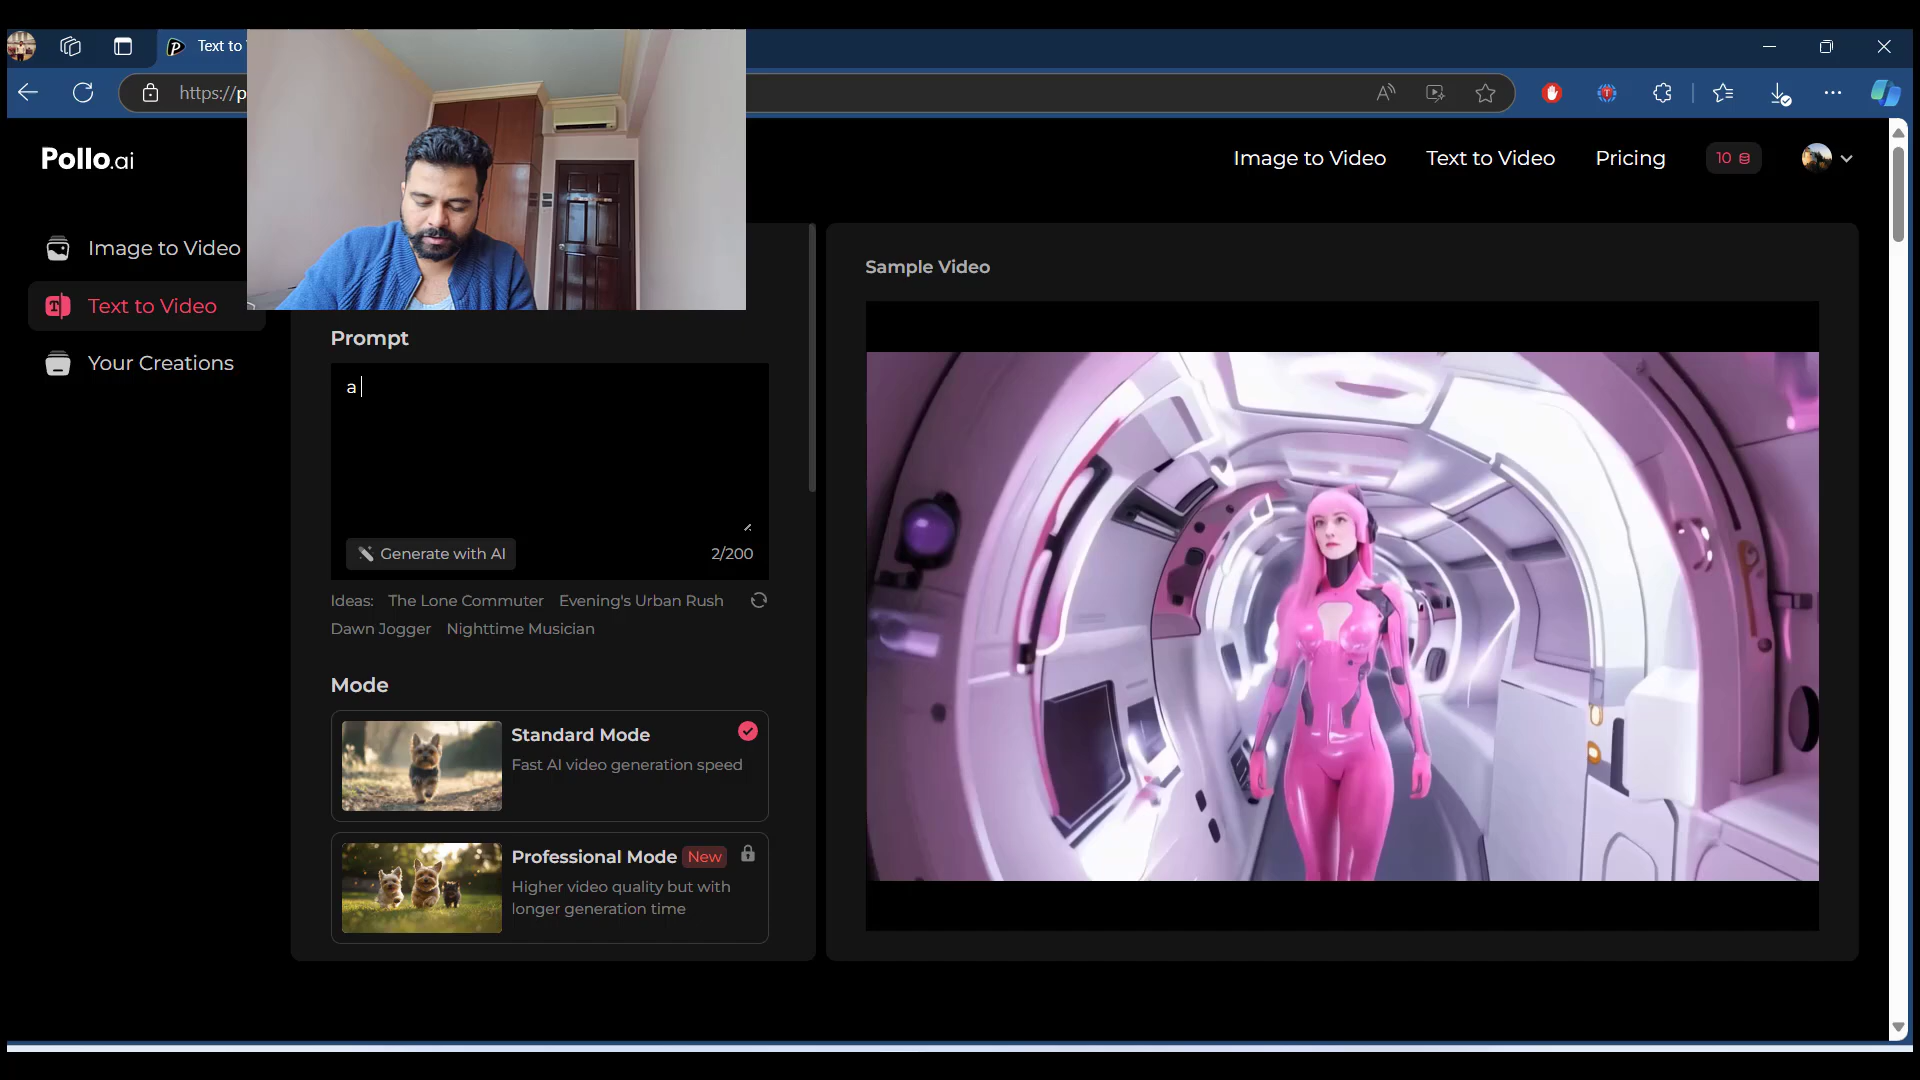 Text to
https://p
Pollo.ai
Image to Video
Text to Video
Pricing
10
Image to Video
Text to Video
Your Creations
Prompt
a
Generate with AI
2/200
Ideas: The Lone Commuter Evening's Urban Rush
Dawn Jogger Nighttime Musician
Mode
Standard Mode
Fast AI video generation speed
Professional Mode New
Higher video quality but with
longer generation time
Sample Video